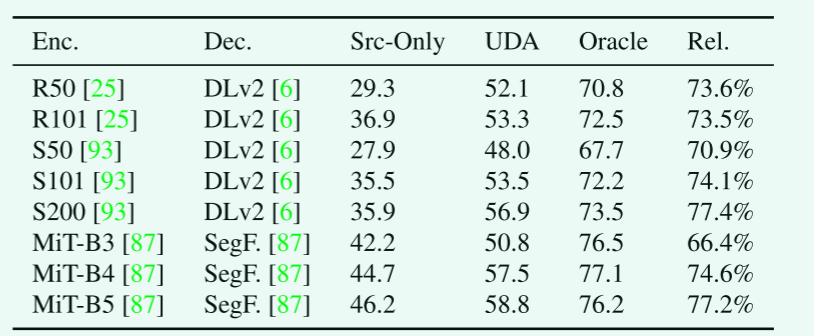 Enc. Dec. Src-Only UDA Oracle Rel.
R50 [25] DLv2 [6] 29.3 52.1 70.8 73.6%
R101 [25] DLv2 [6] 36.9 53.3 72.5 73.5%
S50 [93] DLv2 [6] 27.9 48.0 67.7 70.9%
S101 [93] DLv2 [6] 35.5 53.5 72.2 74.1%
S200 [93] DLv2 [6] 35.9 56.9 73.5 77.4%
MiT-B3 [87] SegF. [87] 42.2 50.8 76.5 66.4%
MiT-B4 [87] SegF. [87] 44.7 57.5 77.1 74.6%
MiT-B5 [87] SegF. [87] 46.2 58.8 76.2 77.2%